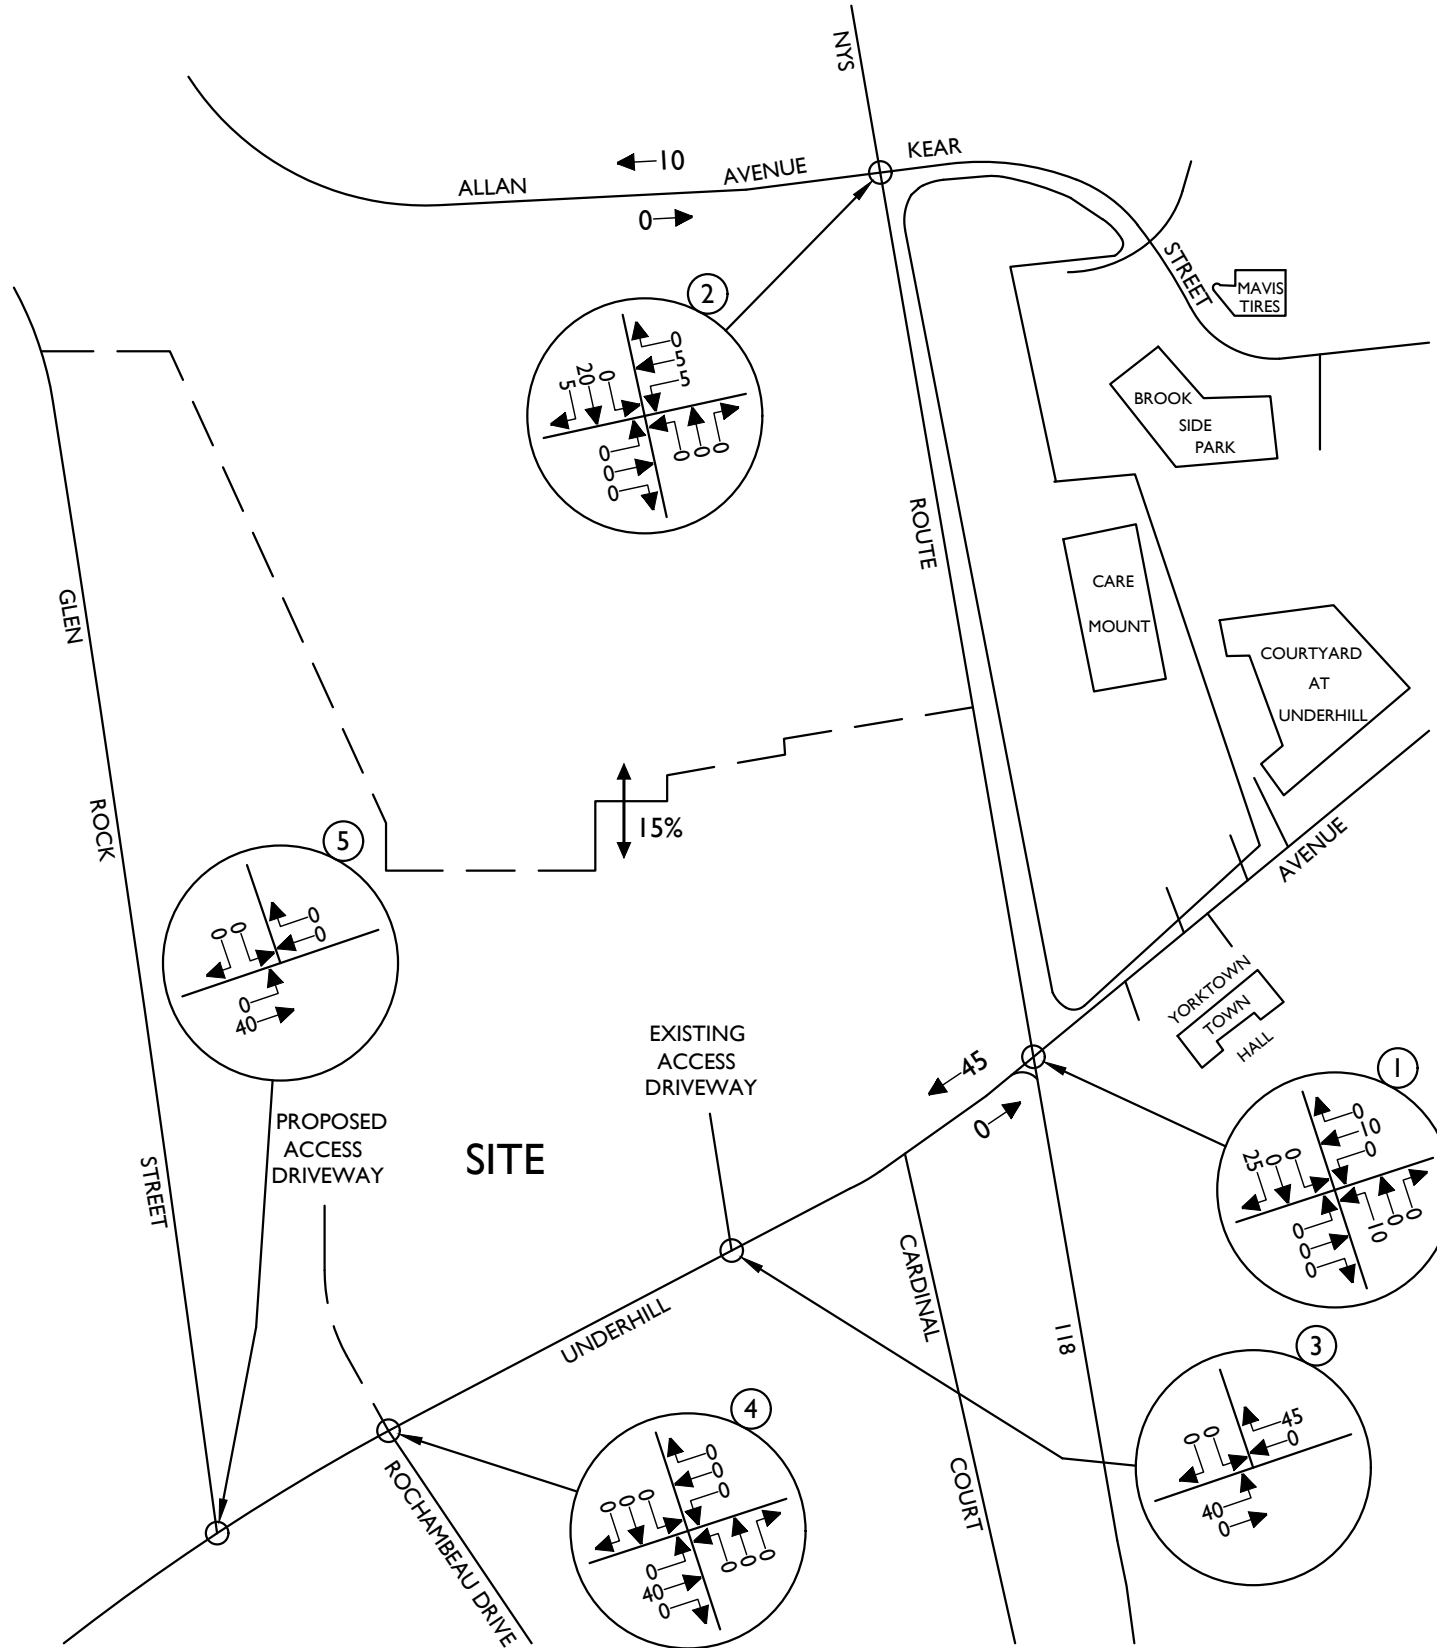 NYS
KEAR
10
ALLAN
AVENUE
0
STREET
MAVIS
TIRES
2
0
5
5
5
20
0
0
0
0
0
0
0
BROOK
SIDE
PARK
ROUTE
CARE
MOUNT
GLEN
COURTYARD
AT
UNDERHILL
15%
ROCK
AVENUE
5
0
0
0
0
0
40
YORKTOWN
TOWN
HALL
EXISTING
ACCESS
DRIVEWAY
45
0
1
0
10
0
25
0
0
0
0
0
10
0
0
PROPOSED
ACCESS
DRIVEWAY
SITE
STREET
CARDINAL
UNDERHILL
118
3
45
0
0
0
40
0
4
0
0
0
0
0
0
0
40
0
0
0
0
ROCHAMBEAU DRIVE
COURT